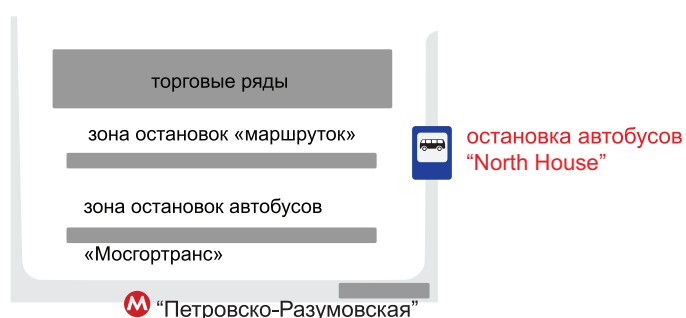 торговые ряды
зона остановок «маршруток»
остановка автобусов
“North House”
зона остановок автобусов
«Мосгортранс»
М “Петровско-Разумовская”